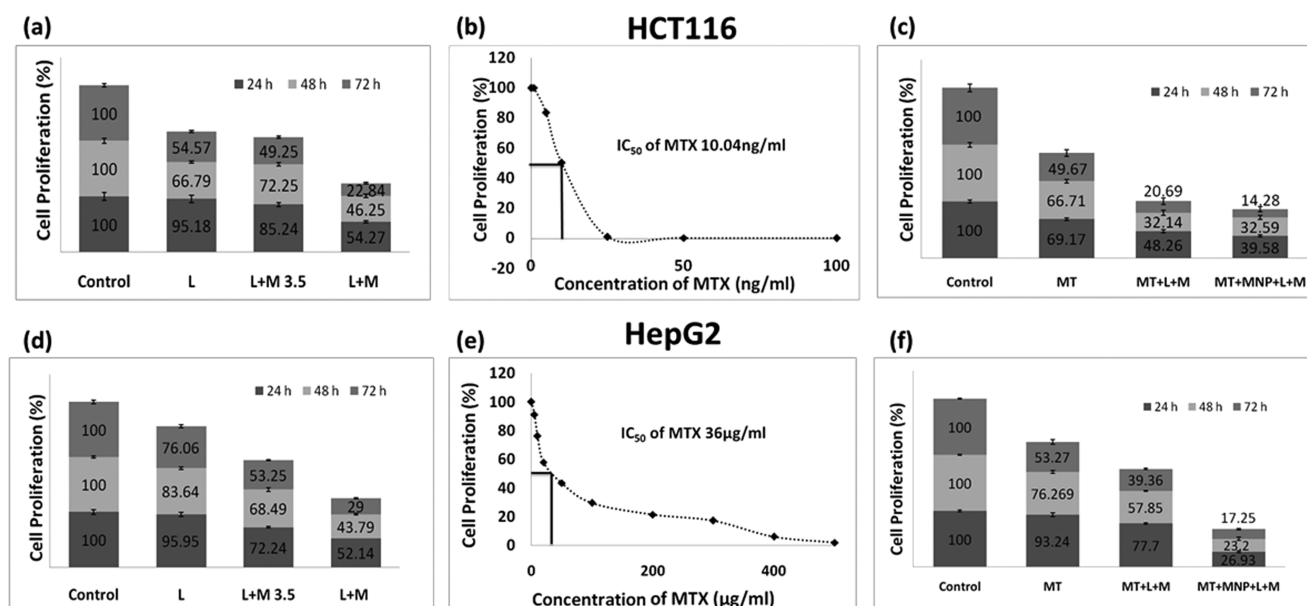 HCT116
(a)
Cell Proliferation (%)
24 h 48 h 72 h
100 54.57 49.25 22.84
100 66.79 72.25 46.25
100 95.18 85.24 54.27
Control L L+M 3.5 L+M
(b)
Cell Proliferation (%)
120
100
80
60
40
20
0
-20
IC50 of MTX 10.04ng/ml
0 50 100
Concentration of MTX (ng/ml)
(c)
Cell Proliferation (%)
24 h 48 h 72 h
100 49.67 20.69 14.28
100 66.71 32.14 32.59
100 69.17 48.26 39.58
Control MT MT+L+M MT+MNP+L+M
HepG2
(d)
Cell Proliferation (%)
24 h 48 h 72 h
100 76.06 53.25 29
100 83.64 68.49 43.79
100 95.95 72.24 52.14
Control L L+M 3.5 L+M
(e)
Cell Proliferation (%)
120
100
80
60
40
20
0
IC50 of MTX 36µg/ml
0 200 400
Concentration of MTX (µg/ml)
(f)
Cell Proliferation (%)
24 h 48 h 72 h
100 53.27 39.36 17.25
100 76.269 57.85 23.2
100 93.24 77.7 26.93
Control MT MT+L+M MT+MNP+L+M